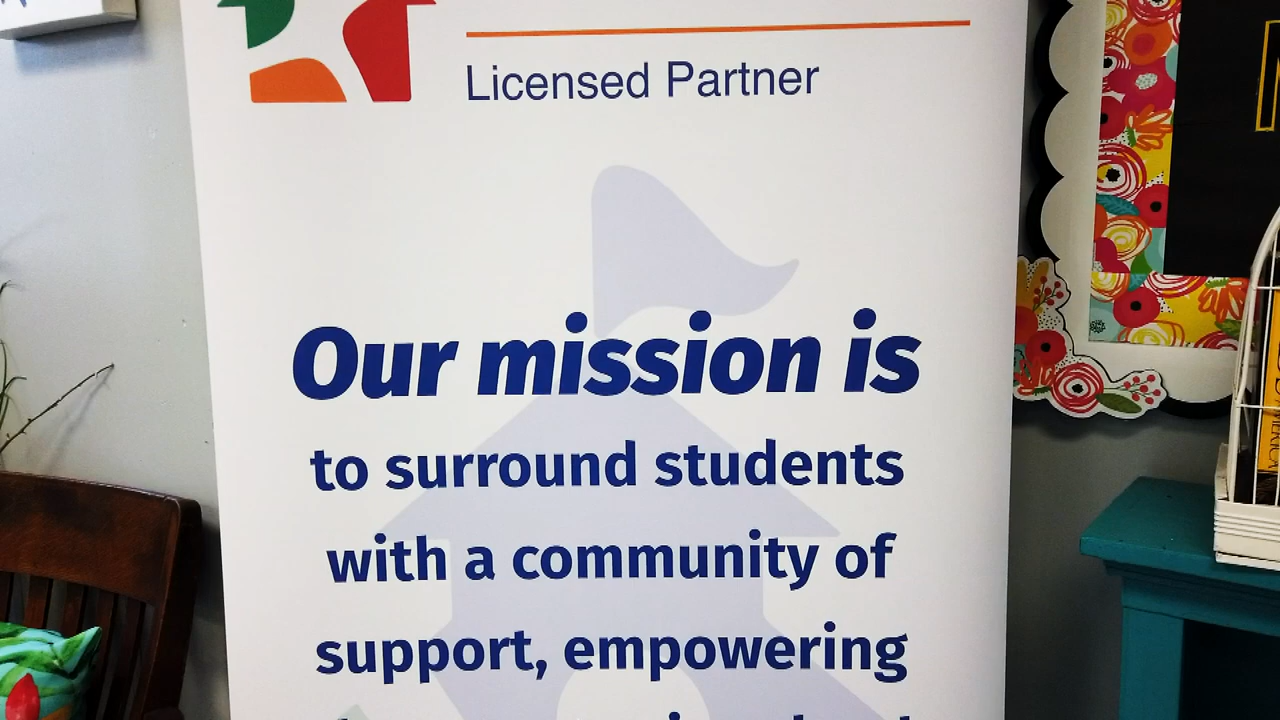 Licensed Partner
Our mission is
to surround students
with a community of
support, empowering